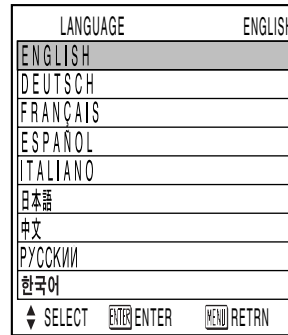 LANGUAGE ENGLISH
ENGLISH
DEUTSCH
FRANÇAIS
ESPAÑOL
ITALIANO
日本語
中文
РУССКИИ
한국어
SELECT ENTER ENTER MENU RETRN